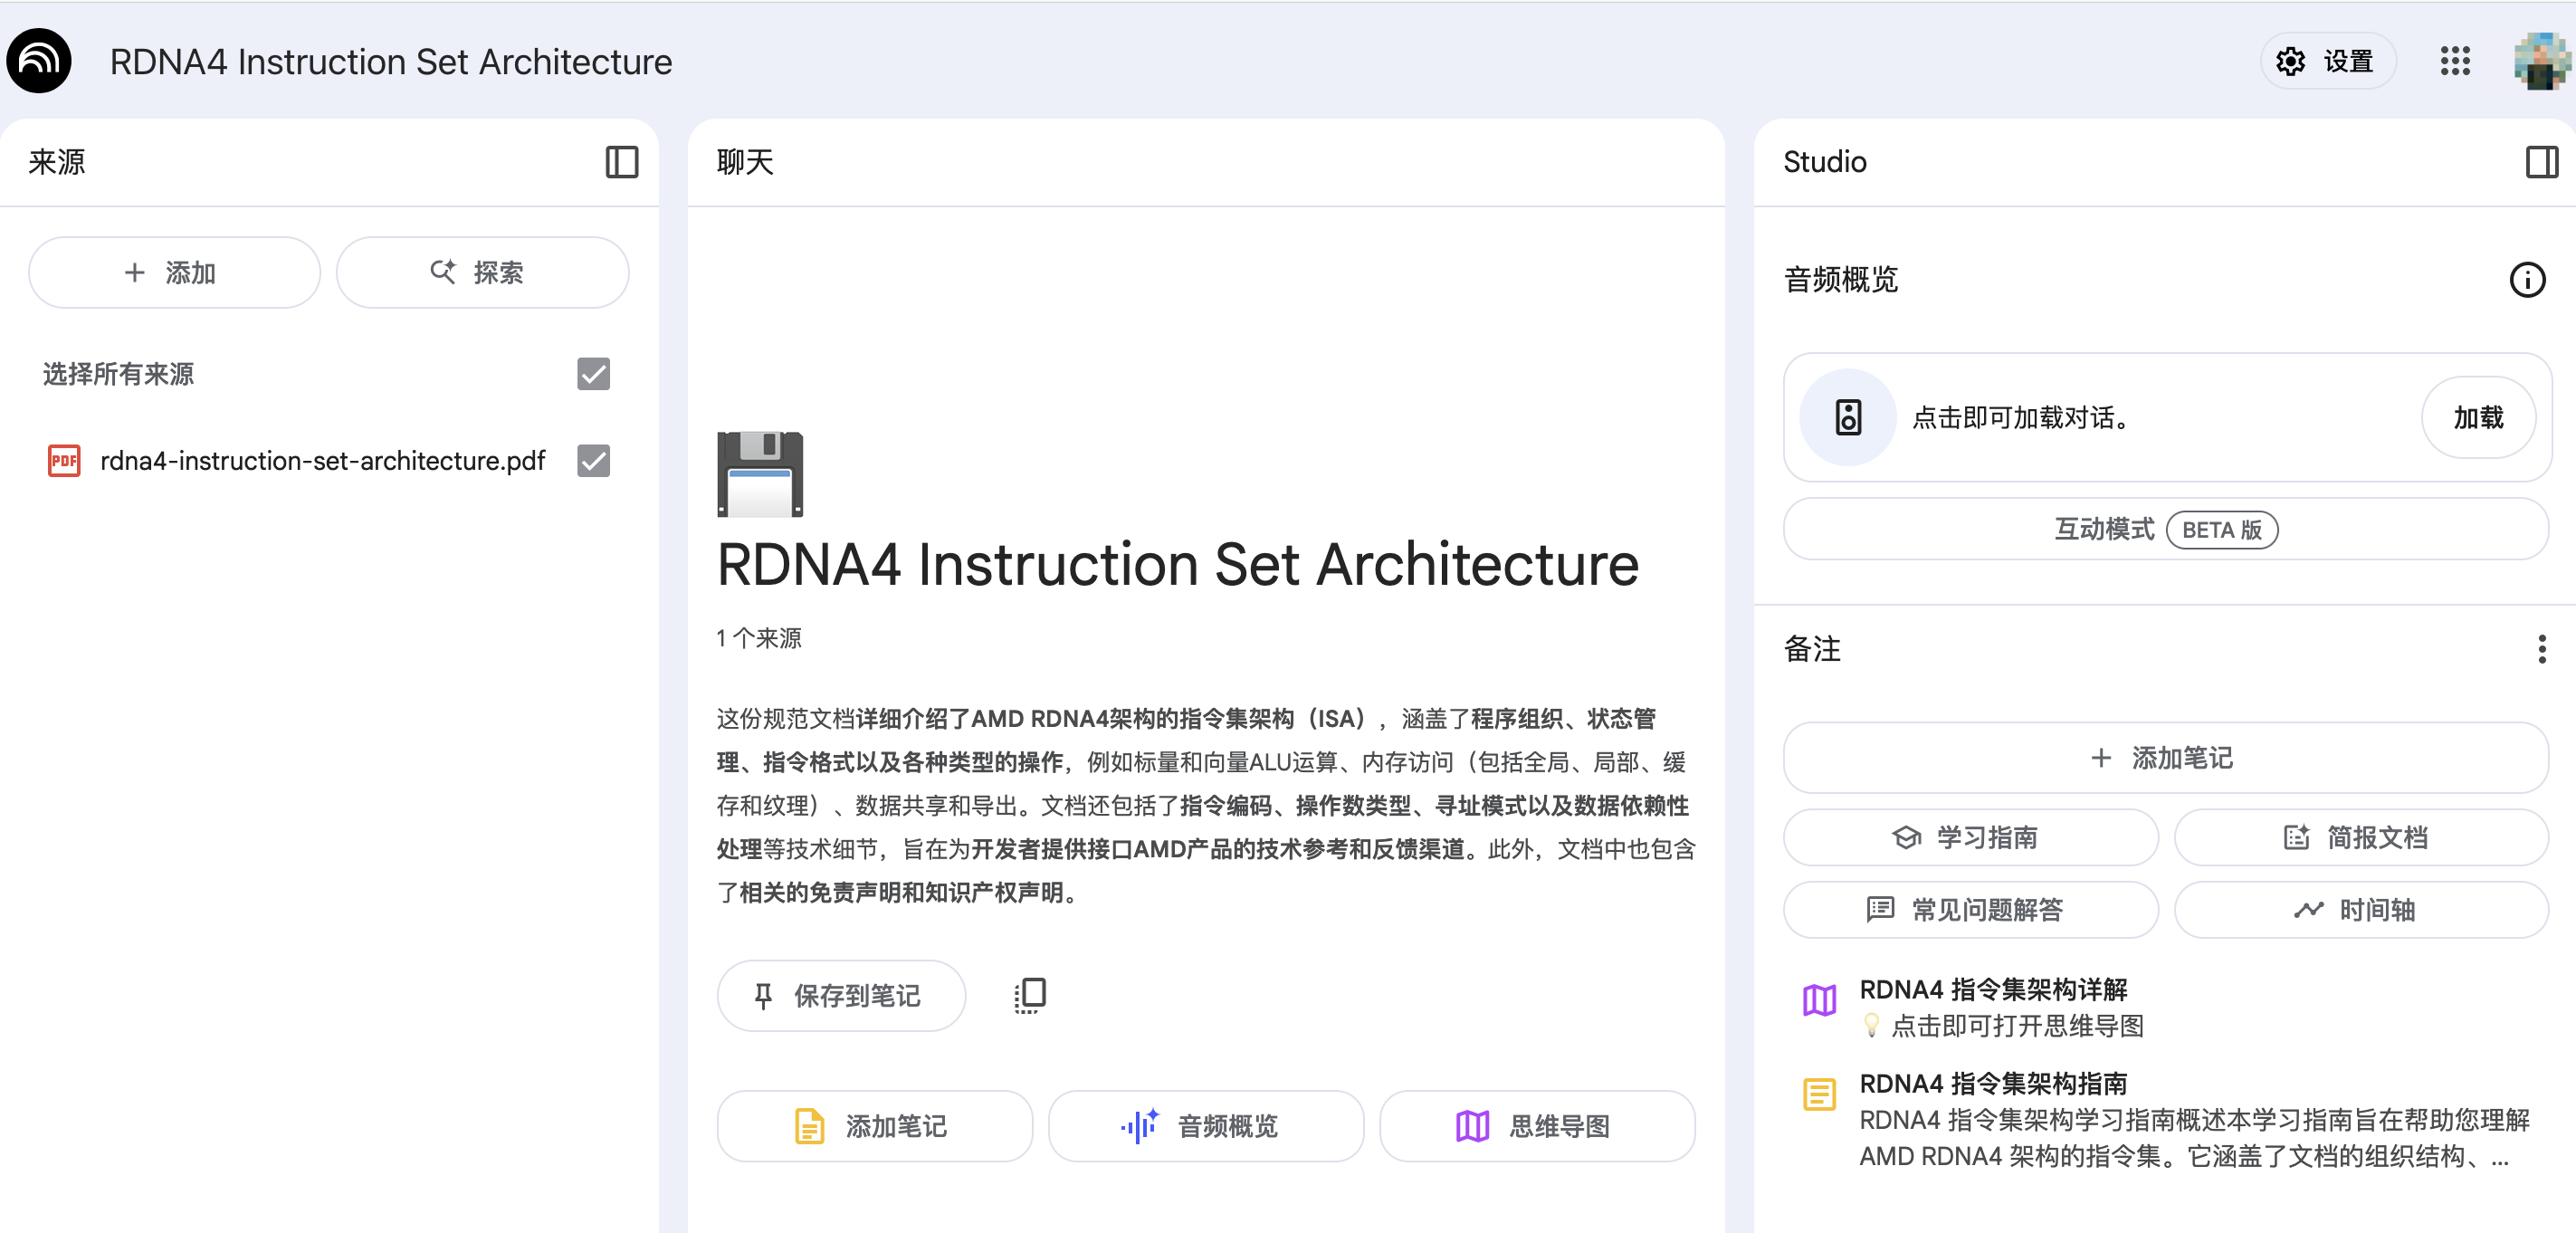 RDNA4 Instruction Set Architecture
设置
来源
添加
探索
选择所有来源
PDF
rdna4-instruction-set-architecture.pdf
聊天
RDNA4 Instruction Set Architecture
1 个来源
这份规范文档详细介绍了AMD RDNA4架构的指令集架构（ISA），涵盖了程序组织、状态管
理、指令格式以及各种类型的操作，例如标量和向量ALU运算、内存访问（包括全局、局部、缓
存和纹理）、数据共享和导出。文档还包括了指令编码、操作数类型、寻址模式以及数据依赖性
处理等技术细节，旨在为开发者提供接口AMD产品的技术参考和反馈渠道。此外，文档中也包含
了相关的免责声明和知识产权声明。
保存到笔记
添加笔记
音频概览
思维导图
Studio
音频概览
点击即可加载对话。
加载
互动模式 BETA 版
备注
添加笔记
学习指南
简报文档
常见问题解答
时间轴
RDNA4 指令集架构详解
点击即可打开思维导图
RDNA4 指令集架构指南
RDNA4 指令集架构学习指南概述本学习指南旨在帮助您理解
AMD RDNA4 架构的指令集。它涵盖了文档的组织结构、...